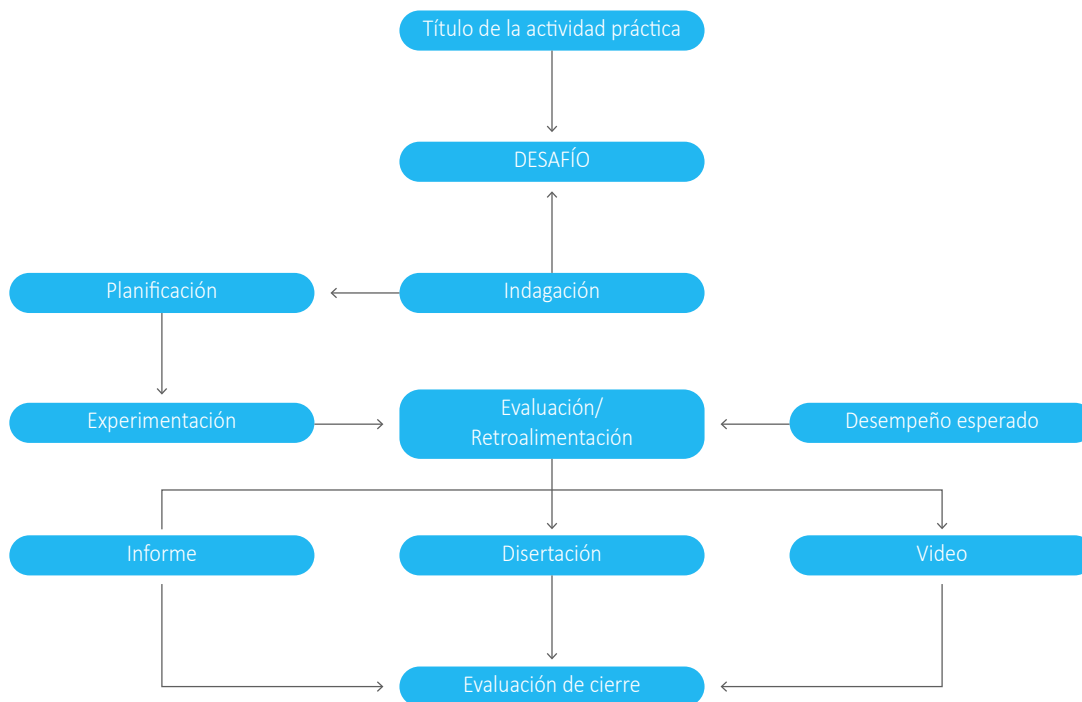 Título de la actividad práctica
DESAFÍO
Planificación
Indagación
Experimentación
Evaluación/
Retroalimentación
Desempeño esperado
Informe
Disertación
Video
Evaluación de cierre